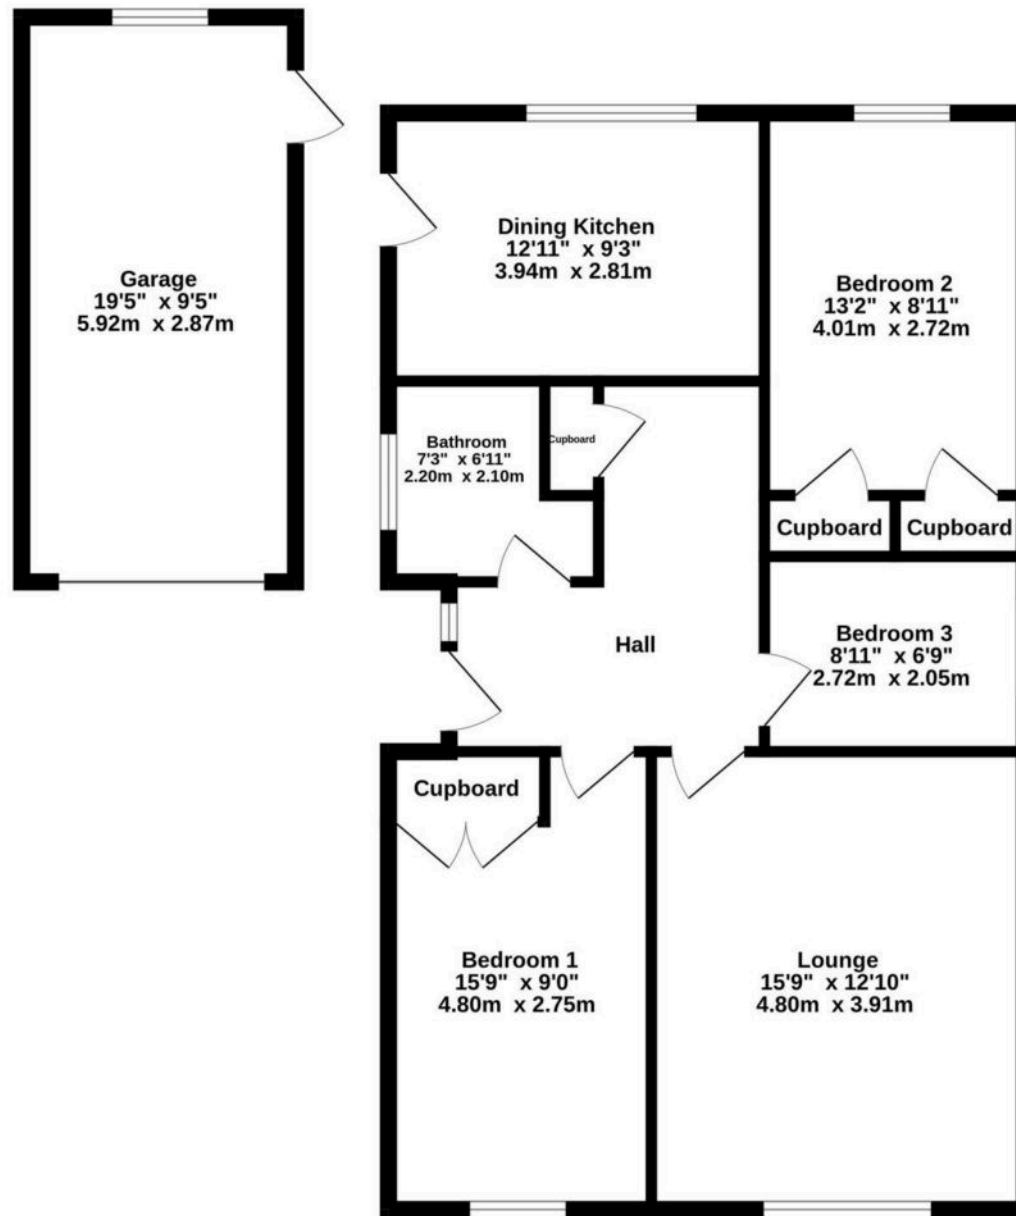 Garage
19'5" x 9'5"
5.92m x 2.87m
Dining Kitchen
12'11" x 9'3"
3.94m x 2.81m
Bedroom 2
13'2" x 8'11"
4.01m x 2.72m
Bathroom
7'3" x 6'11"
2.20m x 2.10m
Cupboard
Cupboard
Cupboard
Hall
Bedroom 3
8'11" x 6'9"
2.72m x 2.05m
Cupboard
Bedroom 1
15'9" x 9'0"
4.80m x 2.75m
Lounge
15'9" x 12'10"
4.80m x 3.91m